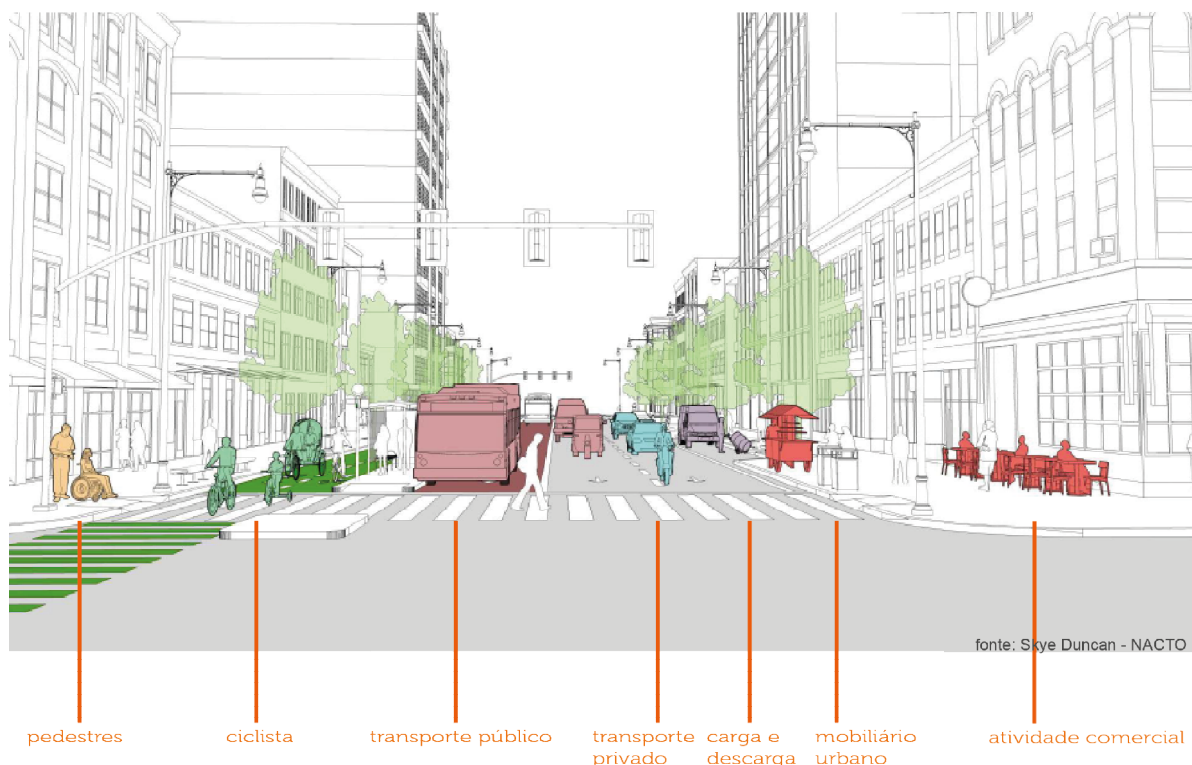 fonte: Skye Duncan - NACTO
pedestres
ciclista
transporte público
transporte
privado
carga e
descarga
mobiliário
urbano
atividade comercial